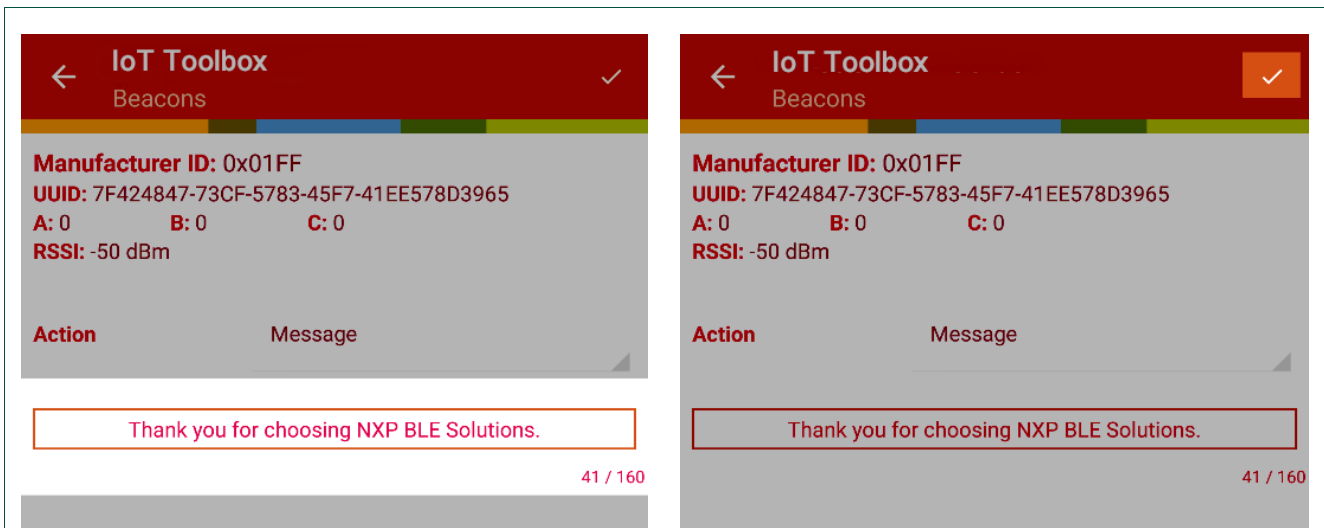 IoT Toolbox
Beacons
Manufacturer ID: 0x01FF
UUID: 7F424847-73CF-5783-45F7-41EE578D3965
A: 0 B: 0 C: 0
RSSI: -50 dBm
Action Message
Thank you for choosing NXP BLE Solutions.
41 / 160
IoT Toolbox
Beacons
Manufacturer ID: 0x01FF
UUID: 7F424847-73CF-5783-45F7-41EE578D3965
A: 0 B: 0 C: 0
RSSI: -50 dBm
Action Message
Thank you for choosing NXP BLE Solutions.
41 / 160